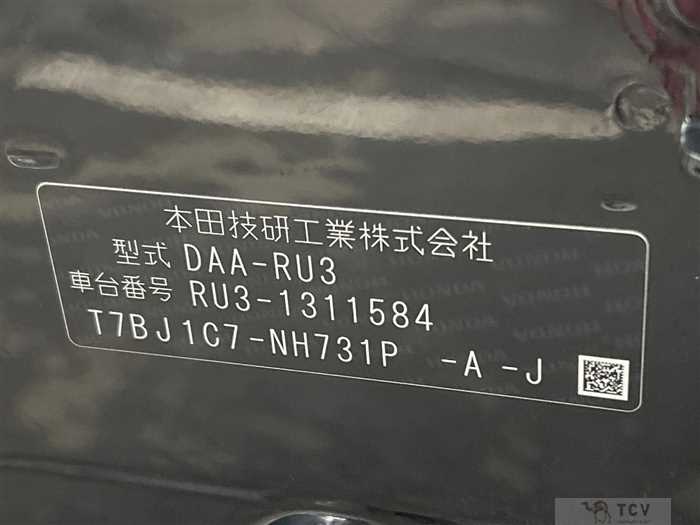 本田技研工業株式会社
型式 DAA-RU3
車台番号 RU3-1311584
T7BJ1C7-NH731P -A -J
TCV